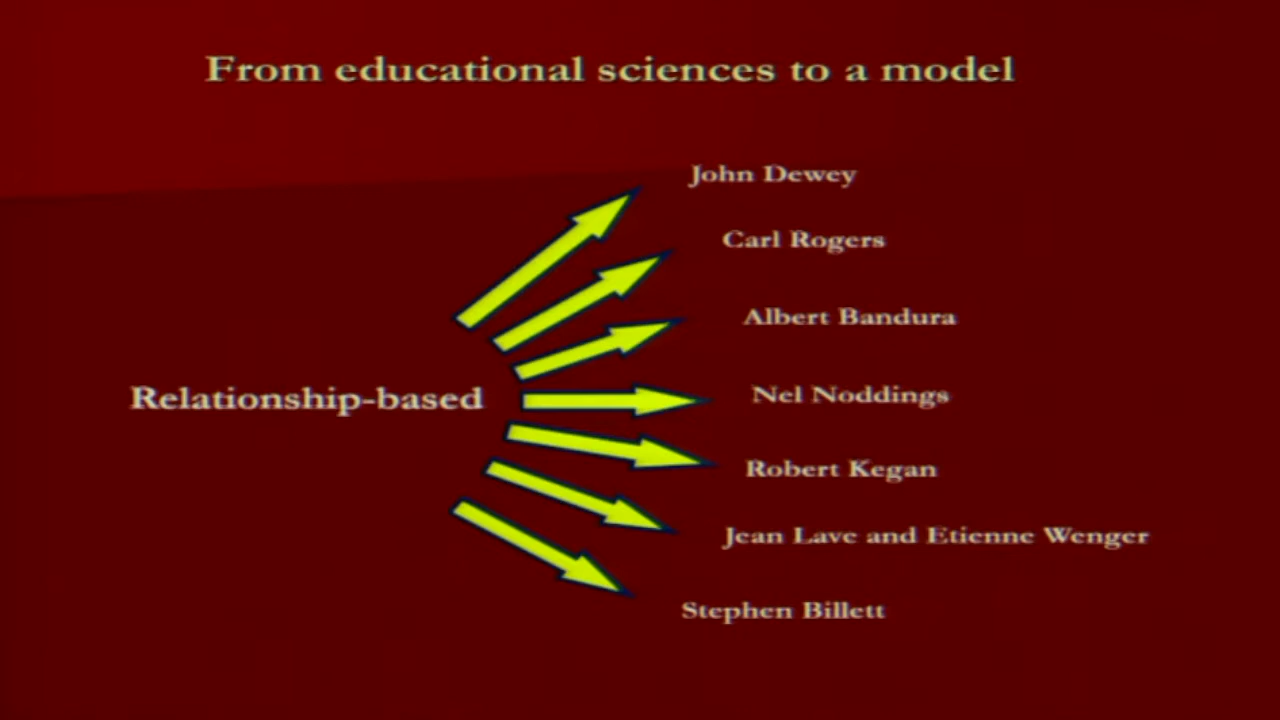 From educational sciences to a model
John Dewey
Carl Rogers
Albert Bandura
Relationship-based
Nel Noddings
Robert Kegan
Jean Lave and Etienne Wenger
Stephen Billett